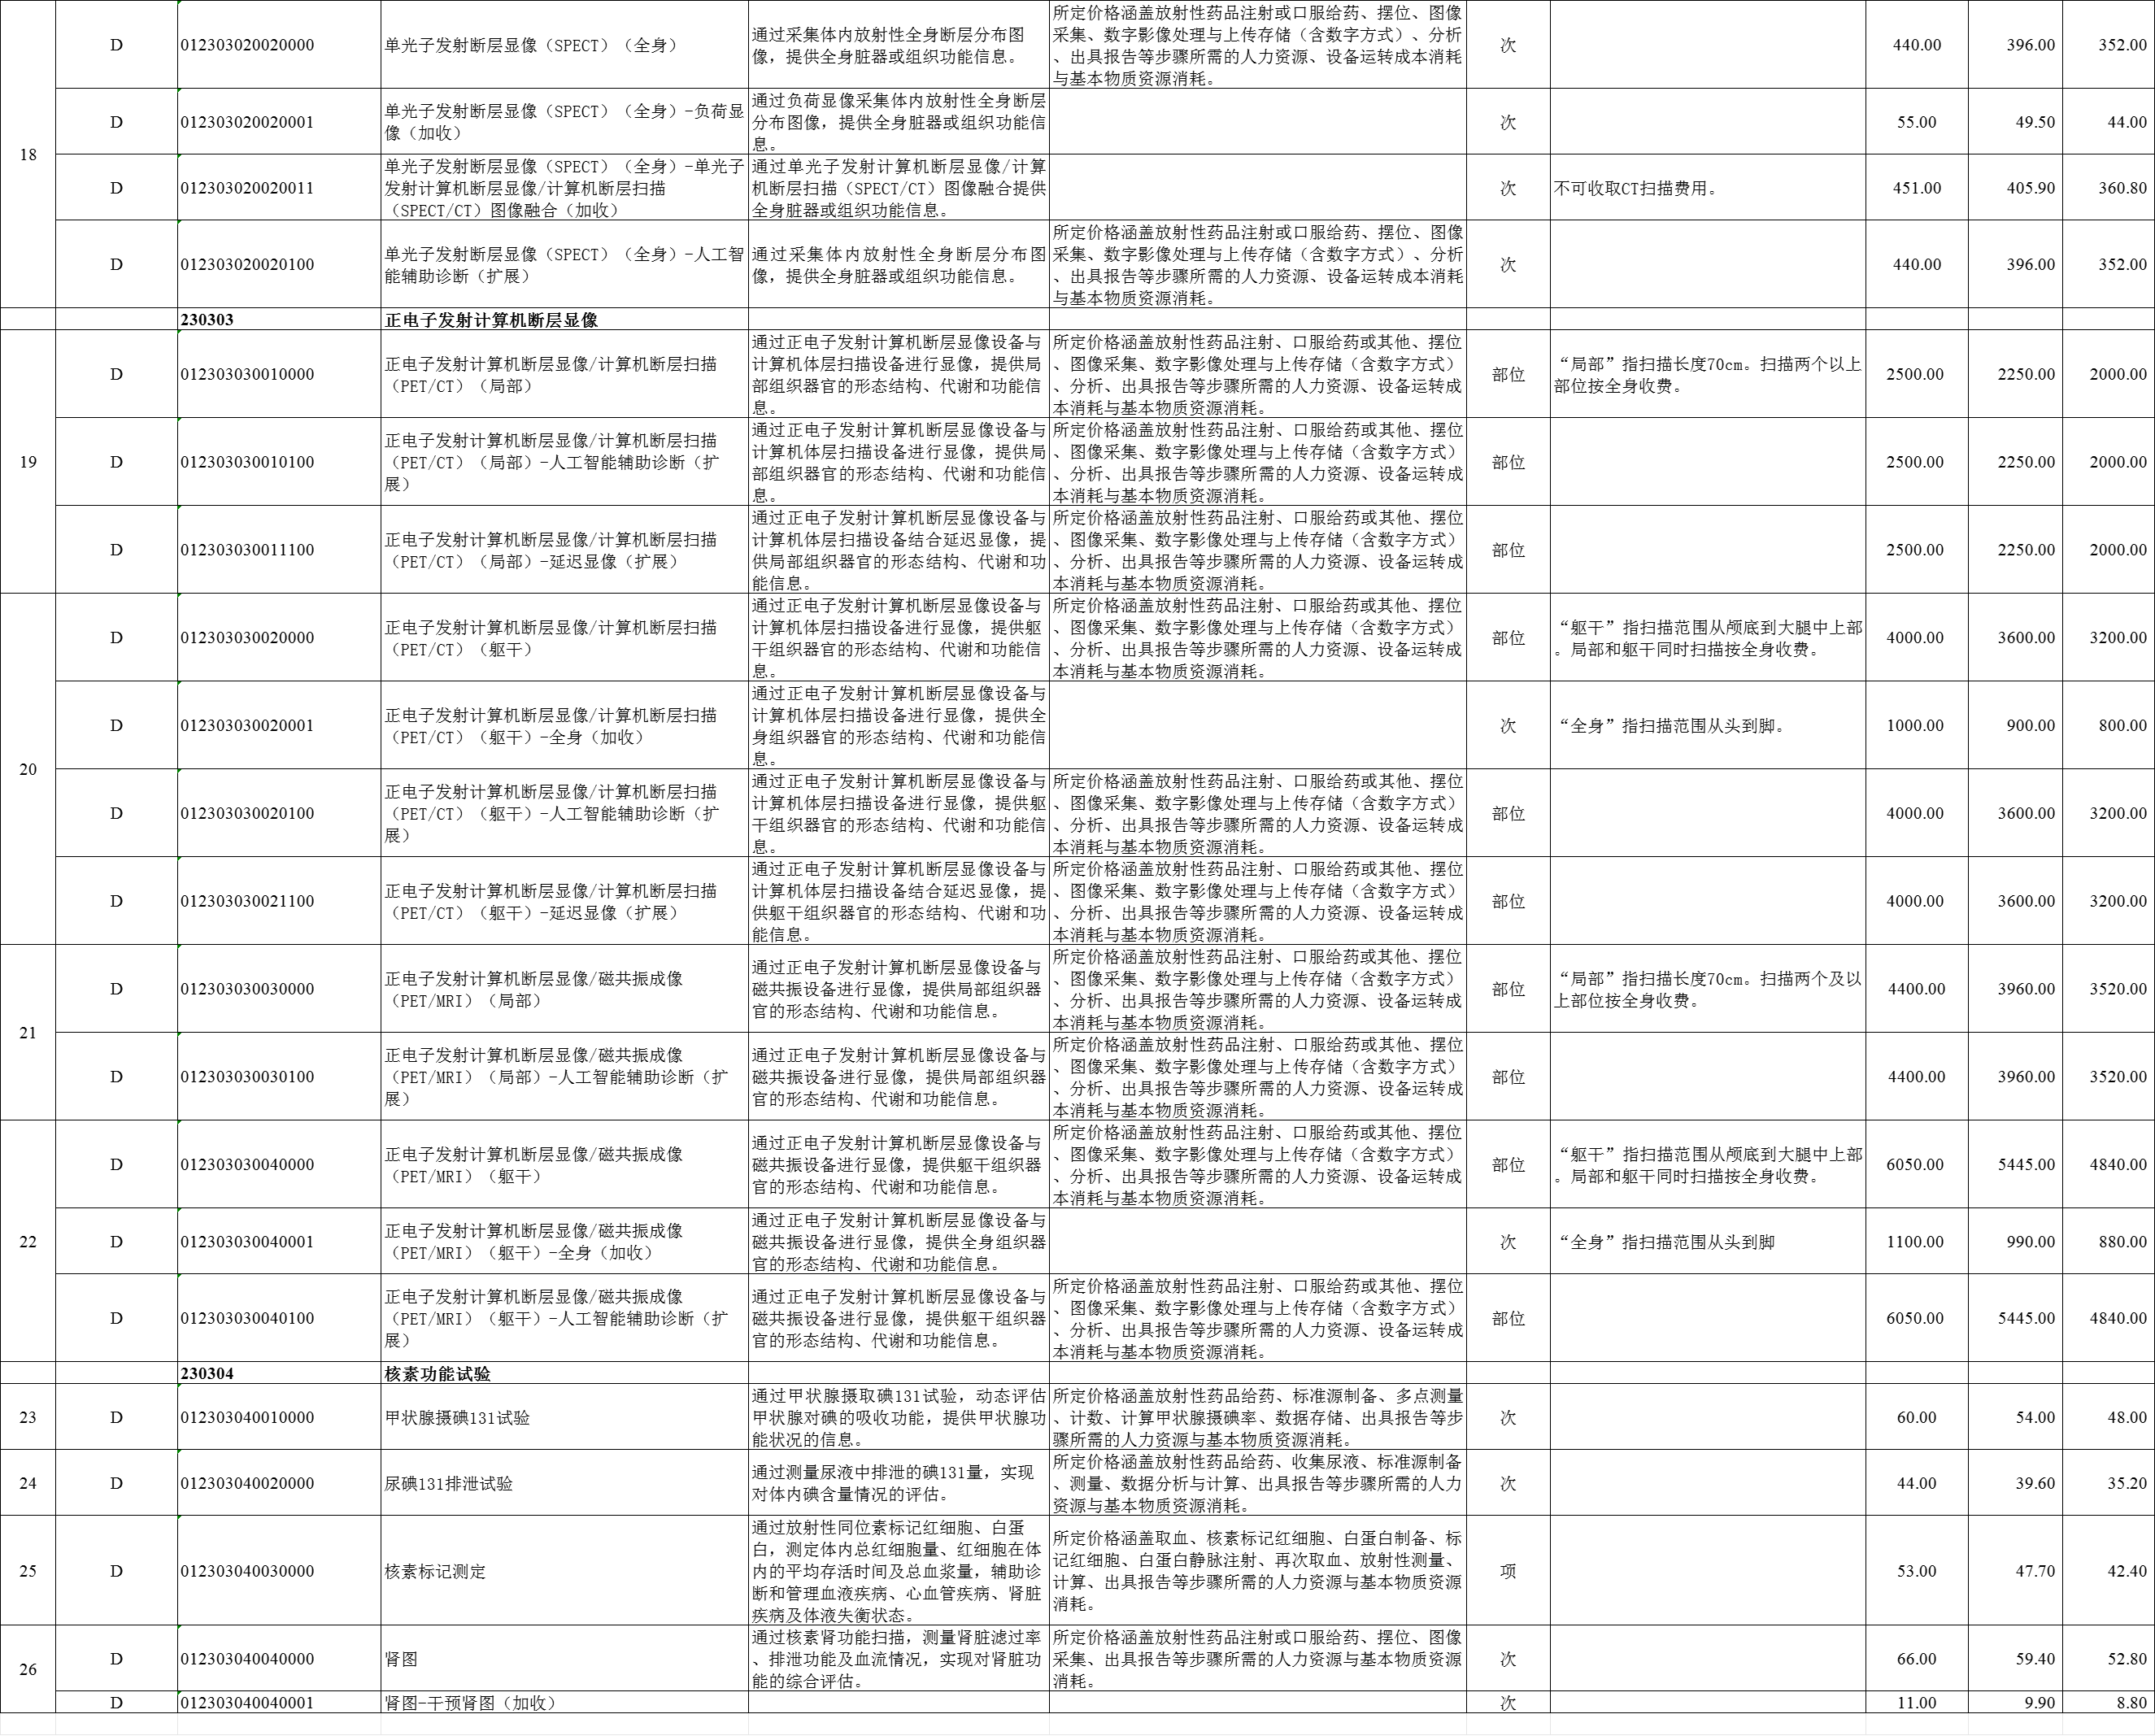 18
D
012303020020000
单光子发射断层显像（SPECT）（全身）
通过采集体内放射性全身断层分布图
像，提供全身脏器或组织功能信息。
所定价格涵盖放射性药品注射或口服给药、摆位、图像
采集、数字影像处理与上传存储（含数字方式）、分析
、出具报告等步骤所需的人力资源、设备运转成本消耗
与基本物质资源消耗。
次
440.00
396.00
352.00
D
012303020020001
单光子发射断层显像（SPECT）（全身）-负荷显
像（加收）
通过负荷显像采集体内放射性全身断层
分布图像，提供全身脏器或组织功能信
息。
次
55.00
49.50
44.00
D
012303020020011
单光子发射断层显像（SPECT）（全身）-单光子
发射计算机断层显像/计算机断层扫描
（SPECT/CT）图像融合（加收）
通过单光子发射计算机断层显像/计算
机断层扫描（SPECT/CT）图像融合提供
全身脏器或组织功能信息。
次
不可收取CT扫描费用。
451.00
405.90
360.80
D
012303020020100
单光子发射断层显像（SPECT）（全身）-人工智
能辅助诊断（扩展）
通过采集体内放射性全身断层分布图
像，提供全身脏器或组织功能信息。
所定价格涵盖放射性药品注射或口服给药、摆位、图像
采集、数字影像处理与上传存储（含数字方式）、分析
、出具报告等步骤所需的人力资源、设备运转成本消耗
与基本物质资源消耗。
次
440.00
396.00
352.00
230303
正电子发射计算机断层显像
19
D
012303030010000
正电子发射计算机断层显像/计算机断层扫描
（PET/CT）（局部）
通过正电子发射计算机断层显像设备与
计算机体层扫描设备进行显像，提供局
部组织器官的形态结构、代谢和功能信
息。
所定价格涵盖放射性药品注射、口服给药或其他、摆位
、图像采集、数字影像处理与上传存储（含数字方式）
、分析、出具报告等步骤所需的人力资源、设备运转成
本消耗与基本物质资源消耗。
部位
“局部”指扫描长度70cm。扫描两个以上
部位按全身收费。
2500.00
2250.00
2000.00
D
012303030010100
正电子发射计算机断层显像/计算机断层扫描
（PET/CT）（局部）-人工智能辅助诊断（扩
展）
通过正电子发射计算机断层显像设备与
计算机体层扫描设备进行显像，提供局
部组织器官的形态结构、代谢和功能信
息。
所定价格涵盖放射性药品注射、口服给药或其他、摆位
、图像采集、数字影像处理与上传存储（含数字方式）
、分析、出具报告等步骤所需的人力资源、设备运转成
本消耗与基本物质资源消耗。
部位
2500.00
2250.00
2000.00
D
012303030011100
正电子发射计算机断层显像/计算机断层扫描
（PET/CT）（局部）-延迟显像（扩展）
通过正电子发射计算机断层显像设备与
计算机体层扫描设备结合延迟显像，提
供局部组织器官的形态结构、代谢和功
能信息。
所定价格涵盖放射性药品注射、口服给药或其他、摆位
、图像采集、数字影像处理与上传存储（含数字方式）
、分析、出具报告等步骤所需的人力资源、设备运转成
本消耗与基本物质资源消耗。
部位
2500.00
2250.00
2000.00
20
D
012303030020000
正电子发射计算机断层显像/计算机断层扫描
（PET/CT）（躯干）
通过正电子发射计算机断层显像设备与
计算机体层扫描设备进行显像，提供躯
干组织器官的形态结构、代谢和功能信
息。
所定价格涵盖放射性药品注射、口服给药或其他、摆位
、图像采集、数字影像处理与上传存储（含数字方式）
、分析、出具报告等步骤所需的人力资源、设备运转成
本消耗与基本物质资源消耗。
部位
“躯干”指扫描范围从颅底到大腿中上部
。局部和躯干同时扫描按全身收费。
4000.00
3600.00
3200.00
D
012303030020001
正电子发射计算机断层显像/计算机断层扫描
（PET/CT）（躯干）-全身（加收）
通过正电子发射计算机断层显像设备与
计算机体层扫描设备进行显像，提供全
身组织器官的形态结构、代谢和功能信
息。
次
“全身”指扫描范围从头到脚。
1000.00
900.00
800.00
D
012303030020100
正电子发射计算机断层显像/计算机断层扫描
（PET/CT）（躯干）-人工智能辅助诊断（扩
展）
通过正电子发射计算机断层显像设备与
计算机体层扫描设备进行显像，提供躯
干组织器官的形态结构、代谢和功能信
息。
所定价格涵盖放射性药品注射、口服给药或其他、摆位
、图像采集、数字影像处理与上传存储（含数字方式）
、分析、出具报告等步骤所需的人力资源、设备运转成
本消耗与基本物质资源消耗。
部位
4000.00
3600.00
3200.00
D
012303030021100
正电子发射计算机断层显像/计算机断层扫描
（PET/CT）（躯干）-延迟显像（扩展）
通过正电子发射计算机断层显像设备与
计算机体层扫描设备结合延迟显像，提
供躯干组织器官的形态结构、代谢和功
能信息。
所定价格涵盖放射性药品注射、口服给药或其他、摆位
、图像采集、数字影像处理与上传存储（含数字方式）
、分析、出具报告等步骤所需的人力资源、设备运转成
本消耗与基本物质资源消耗。
部位
4000.00
3600.00
3200.00
21
D
012303030030000
正电子发射计算机断层显像/磁共振成像
（PET/MRI）（局部）
通过正电子发射计算机断层显像设备与
磁共振设备进行显像，提供局部组织器
官的形态结构、代谢和功能信息。
所定价格涵盖放射性药品注射、口服给药或其他、摆位
、图像采集、数字影像处理与上传存储（含数字方式）
、分析、出具报告等步骤所需的人力资源、设备运转成
本消耗与基本物质资源消耗。
部位
“局部”指扫描长度70cm。扫描两个及以
上部位按全身收费。
4400.00
3960.00
3520.00
D
012303030030100
正电子发射计算机断层显像/磁共振成像
（PET/MRI）（局部）-人工智能辅助诊断（扩
展）
通过正电子发射计算机断层显像设备与
磁共振设备进行显像，提供局部组织器
官的形态结构、代谢和功能信息。
所定价格涵盖放射性药品注射、口服给药或其他、摆位
、图像采集、数字影像处理与上传存储（含数字方式）
、分析、出具报告等步骤所需的人力资源、设备运转成
本消耗与基本物质资源消耗。
部位
4400.00
3960.00
3520.00
22
D
012303030040000
正电子发射计算机断层显像/磁共振成像
（PET/MRI）（躯干）
通过正电子发射计算机断层显像设备与
磁共振设备进行显像，提供躯干组织器
官的形态结构、代谢和功能信息。
所定价格涵盖放射性药品注射、口服给药或其他、摆位
、图像采集、数字影像处理与上传存储（含数字方式）
、分析、出具报告等步骤所需的人力资源、设备运转成
本消耗与基本物质资源消耗。
部位
“躯干”指扫描范围从颅底到大腿中上部
。局部和躯干同时扫描按全身收费。
6050.00
5445.00
4840.00
D
012303030040001
正电子发射计算机断层显像/磁共振成像
（PET/MRI）（躯干）-全身（加收）
通过正电子发射计算机断层显像设备与
磁共振设备进行显像，提供全身组织器
官的形态结构、代谢和功能信息。
次
“全身”指扫描范围从头到脚
1100.00
990.00
880.00
D
012303030040100
正电子发射计算机断层显像/磁共振成像
（PET/MRI）（躯干）-人工智能辅助诊断（扩
展）
通过正电子发射计算机断层显像设备与
磁共振设备进行显像，提供躯干组织器
官的形态结构、代谢和功能信息。
所定价格涵盖放射性药品注射、口服给药或其他、摆位
、图像采集、数字影像处理与上传存储（含数字方式）
、分析、出具报告等步骤所需的人力资源、设备运转成
本消耗与基本物质资源消耗。
部位
6050.00
5445.00
4840.00
230304
核素功能试验
23
D
012303040010000
甲状腺摄碘131试验
通过甲状腺摄取碘131试验，动态评估
甲状腺对碘的吸收功能，提供甲状腺功
能状况的信息。
所定价格涵盖放射性药品给药、标准源制备、多点测量
、计数、计算甲状腺摄碘率、数据存储、出具报告等步
骤所需的人力资源与基本物质资源消耗。
次
60.00
54.00
48.00
24
D
012303040020000
尿碘131排泄试验
通过测量尿液中排泄的碘131量，实现
对体内碘含量情况的评估。
所定价格涵盖放射性药品给药、收集尿液、标准源制备
、测量、数据分析与计算、出具报告等步骤所需的人力
资源与基本物质资源消耗。
次
44.00
39.60
35.20
25
D
012303040030000
核素标记测定
通过放射性同位素标记红细胞、白蛋
白，测定体内总红细胞量、红细胞在体
内的平均存活时间及总血浆量，辅助诊
断和管理血液疾病、心血管疾病、肾脏
疾病及体液失衡状态。
所定价格涵盖取血、核素标记红细胞、白蛋白制备、标
记红细胞、白蛋白静脉注射、再次取血、放射性测量、
计算、出具报告等步骤所需的人力资源与基本物质资源
消耗。
项
53.00
47.70
42.40
26
D
012303040040000
肾图
通过核素肾功能扫描，测量肾脏滤过率
、排泄功能及血流情况，实现对肾脏功
能的综合评估。
所定价格涵盖放射性药品注射或口服给药、摆位、图像
采集、出具报告等步骤所需的人力资源与基本物质资源
消耗。
次
66.00
59.40
52.80
D
012303040040001
肾图-干预肾图（加收）
次
11.00
9.90
8.80